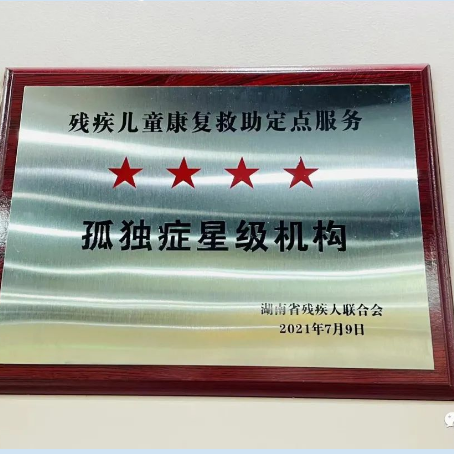 残疾儿童康复救助定点服务
★★★★
孤独症星级机构
湖南省残疾人联合会
2021年7月9日